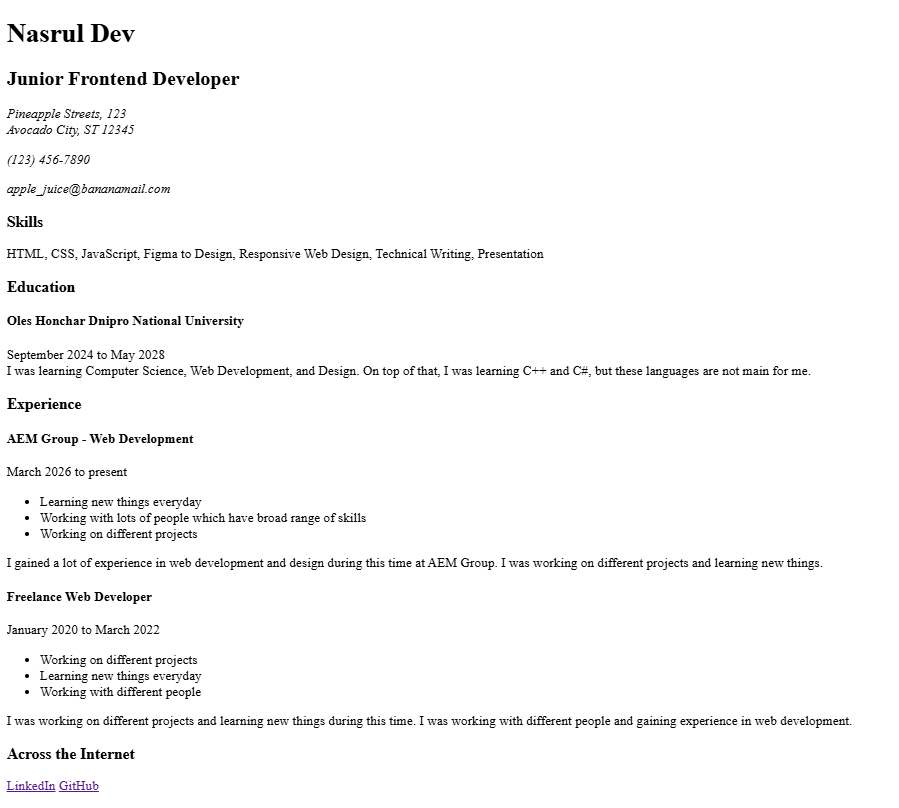 Nasrul Dev
Junior Frontend Developer
Pineapple Streets, 123
Avocado City, ST 12345
(123) 456-7890
apple_juice@bananamail.com
Skills
HTML, CSS, JavaScript, Figma to Design, Responsive Web Design, Technical Writing, Presentation
Education
Oles Honchar Dnipro National University
September 2024 to May 2028
I was learning Computer Science, Web Development, and Design. On top of that, I was learning C++ and C#, but these languages are not main for me.
Experience
AEM Group - Web Development
March 2026 to present
• Learning new things everyday
• Working with lots of people which have broad range of skills
• Working on different projects
I gained a lot of experience in web development and design during this time at AEM Group. I was working on different projects and learning new things.
Freelance Web Developer
January 2020 to March 2022
• Working on different projects
• Learning new things everyday
• Working with different people
I was working on different projects and learning new things during this time. I was working with different people and gaining experience in web development.
Across the Internet
LinkedIn GitHub